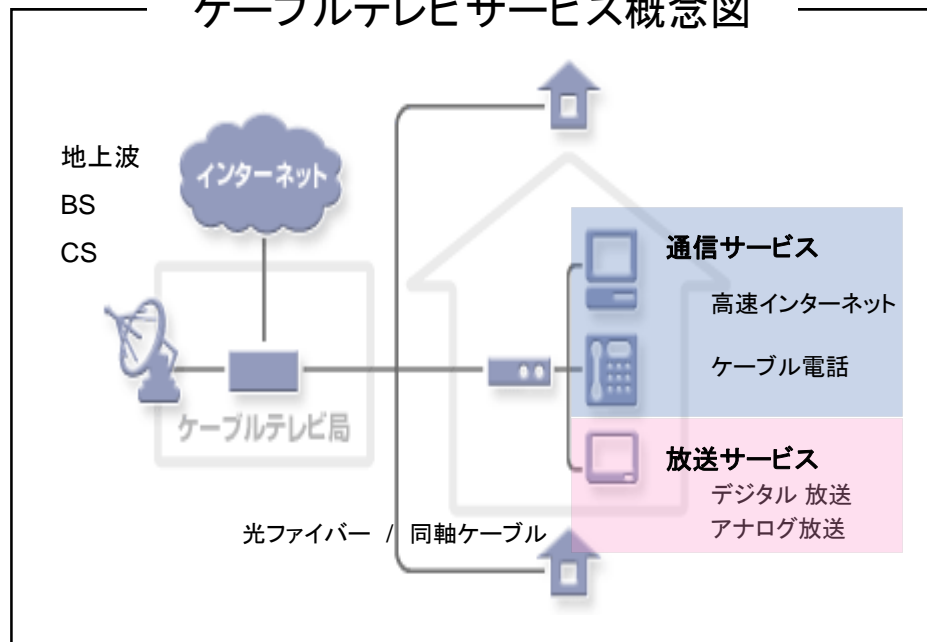 ケーブルテレビサービス概念図
地上波
BS
CS
インターネット
ケーブルテレビ局
通信サービス
高速インターネット
ケーブル電話
放送サービス
デジタル 放送
アナログ放送
光ファイバー / 同軸ケーブル